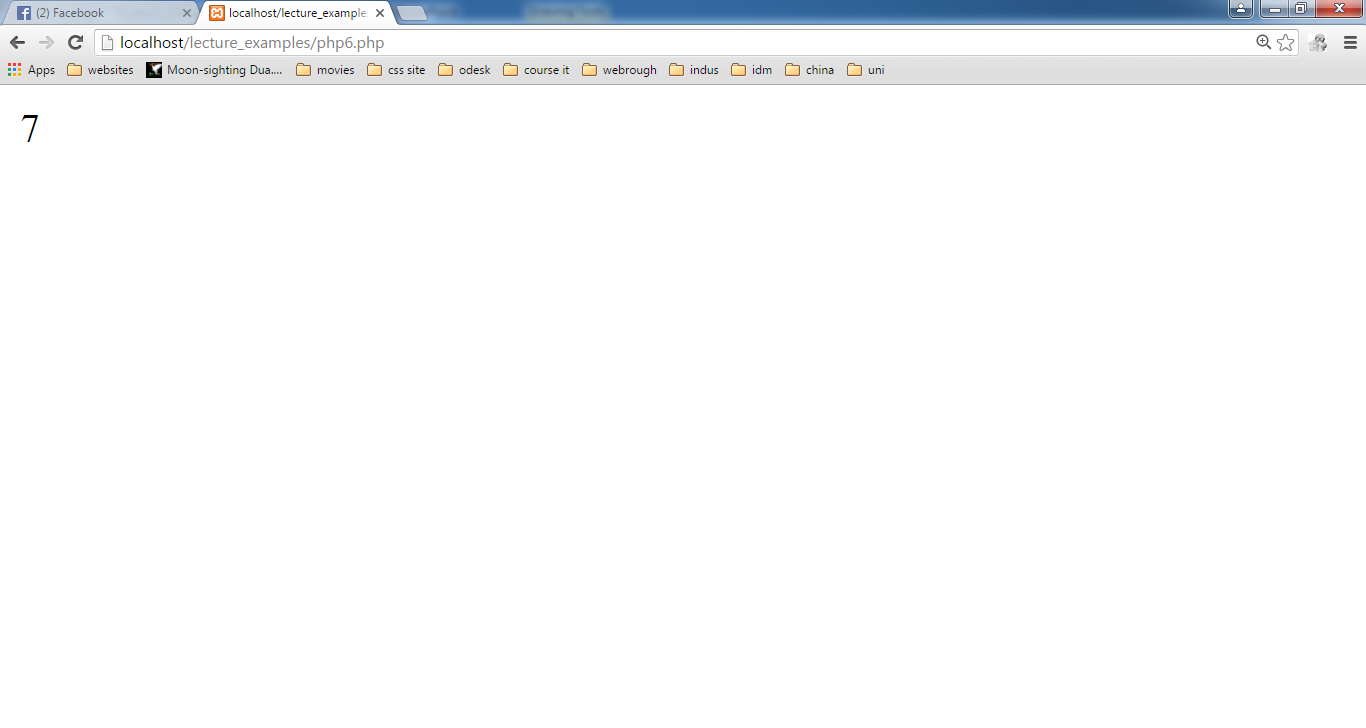 (2) Facebook localhost/lecture_example
localhost/lecture_examples/php6.php
Apps websites Moon-sighting Dua.... movies css site odesk course it webrough indus idm china uni
7